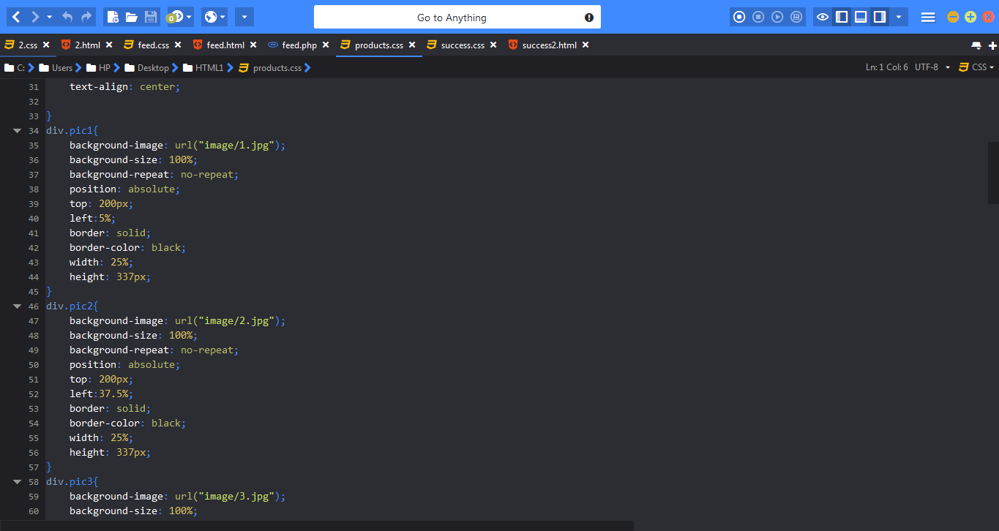 Go to Anything
0
2.css
2.html
feed.css
feed.html
feed.php
products.css
success.css
success2.html
C: Users HP Desktop HTML1 products.css
Ln: 1 Col: 6 UTF-8 CSS
31 text-align: center;
32
33 }
34 div.pic1{
35 background-image: url("image/1.jpg");
36 background-size: 100%;
37 background-repeat: no-repeat;
38 position: absolute;
39 top: 200px;
40 left:5%;
41 border: solid;
42 border-color: black;
43 width: 25%;
44 height: 337px;
45 }
46 div.pic2{
47 background-image: url("image/2.jpg");
48 background-size: 100%;
49 background-repeat: no-repeat;
50 position: absolute;
51 top: 200px;
52 left:37.5%;
53 border: solid;
54 border-color: black;
55 width: 25%;
56 height: 337px;
57 }
58 div.pic3{
59 background-image: url("image/3.jpg");
60 background-size: 100%;